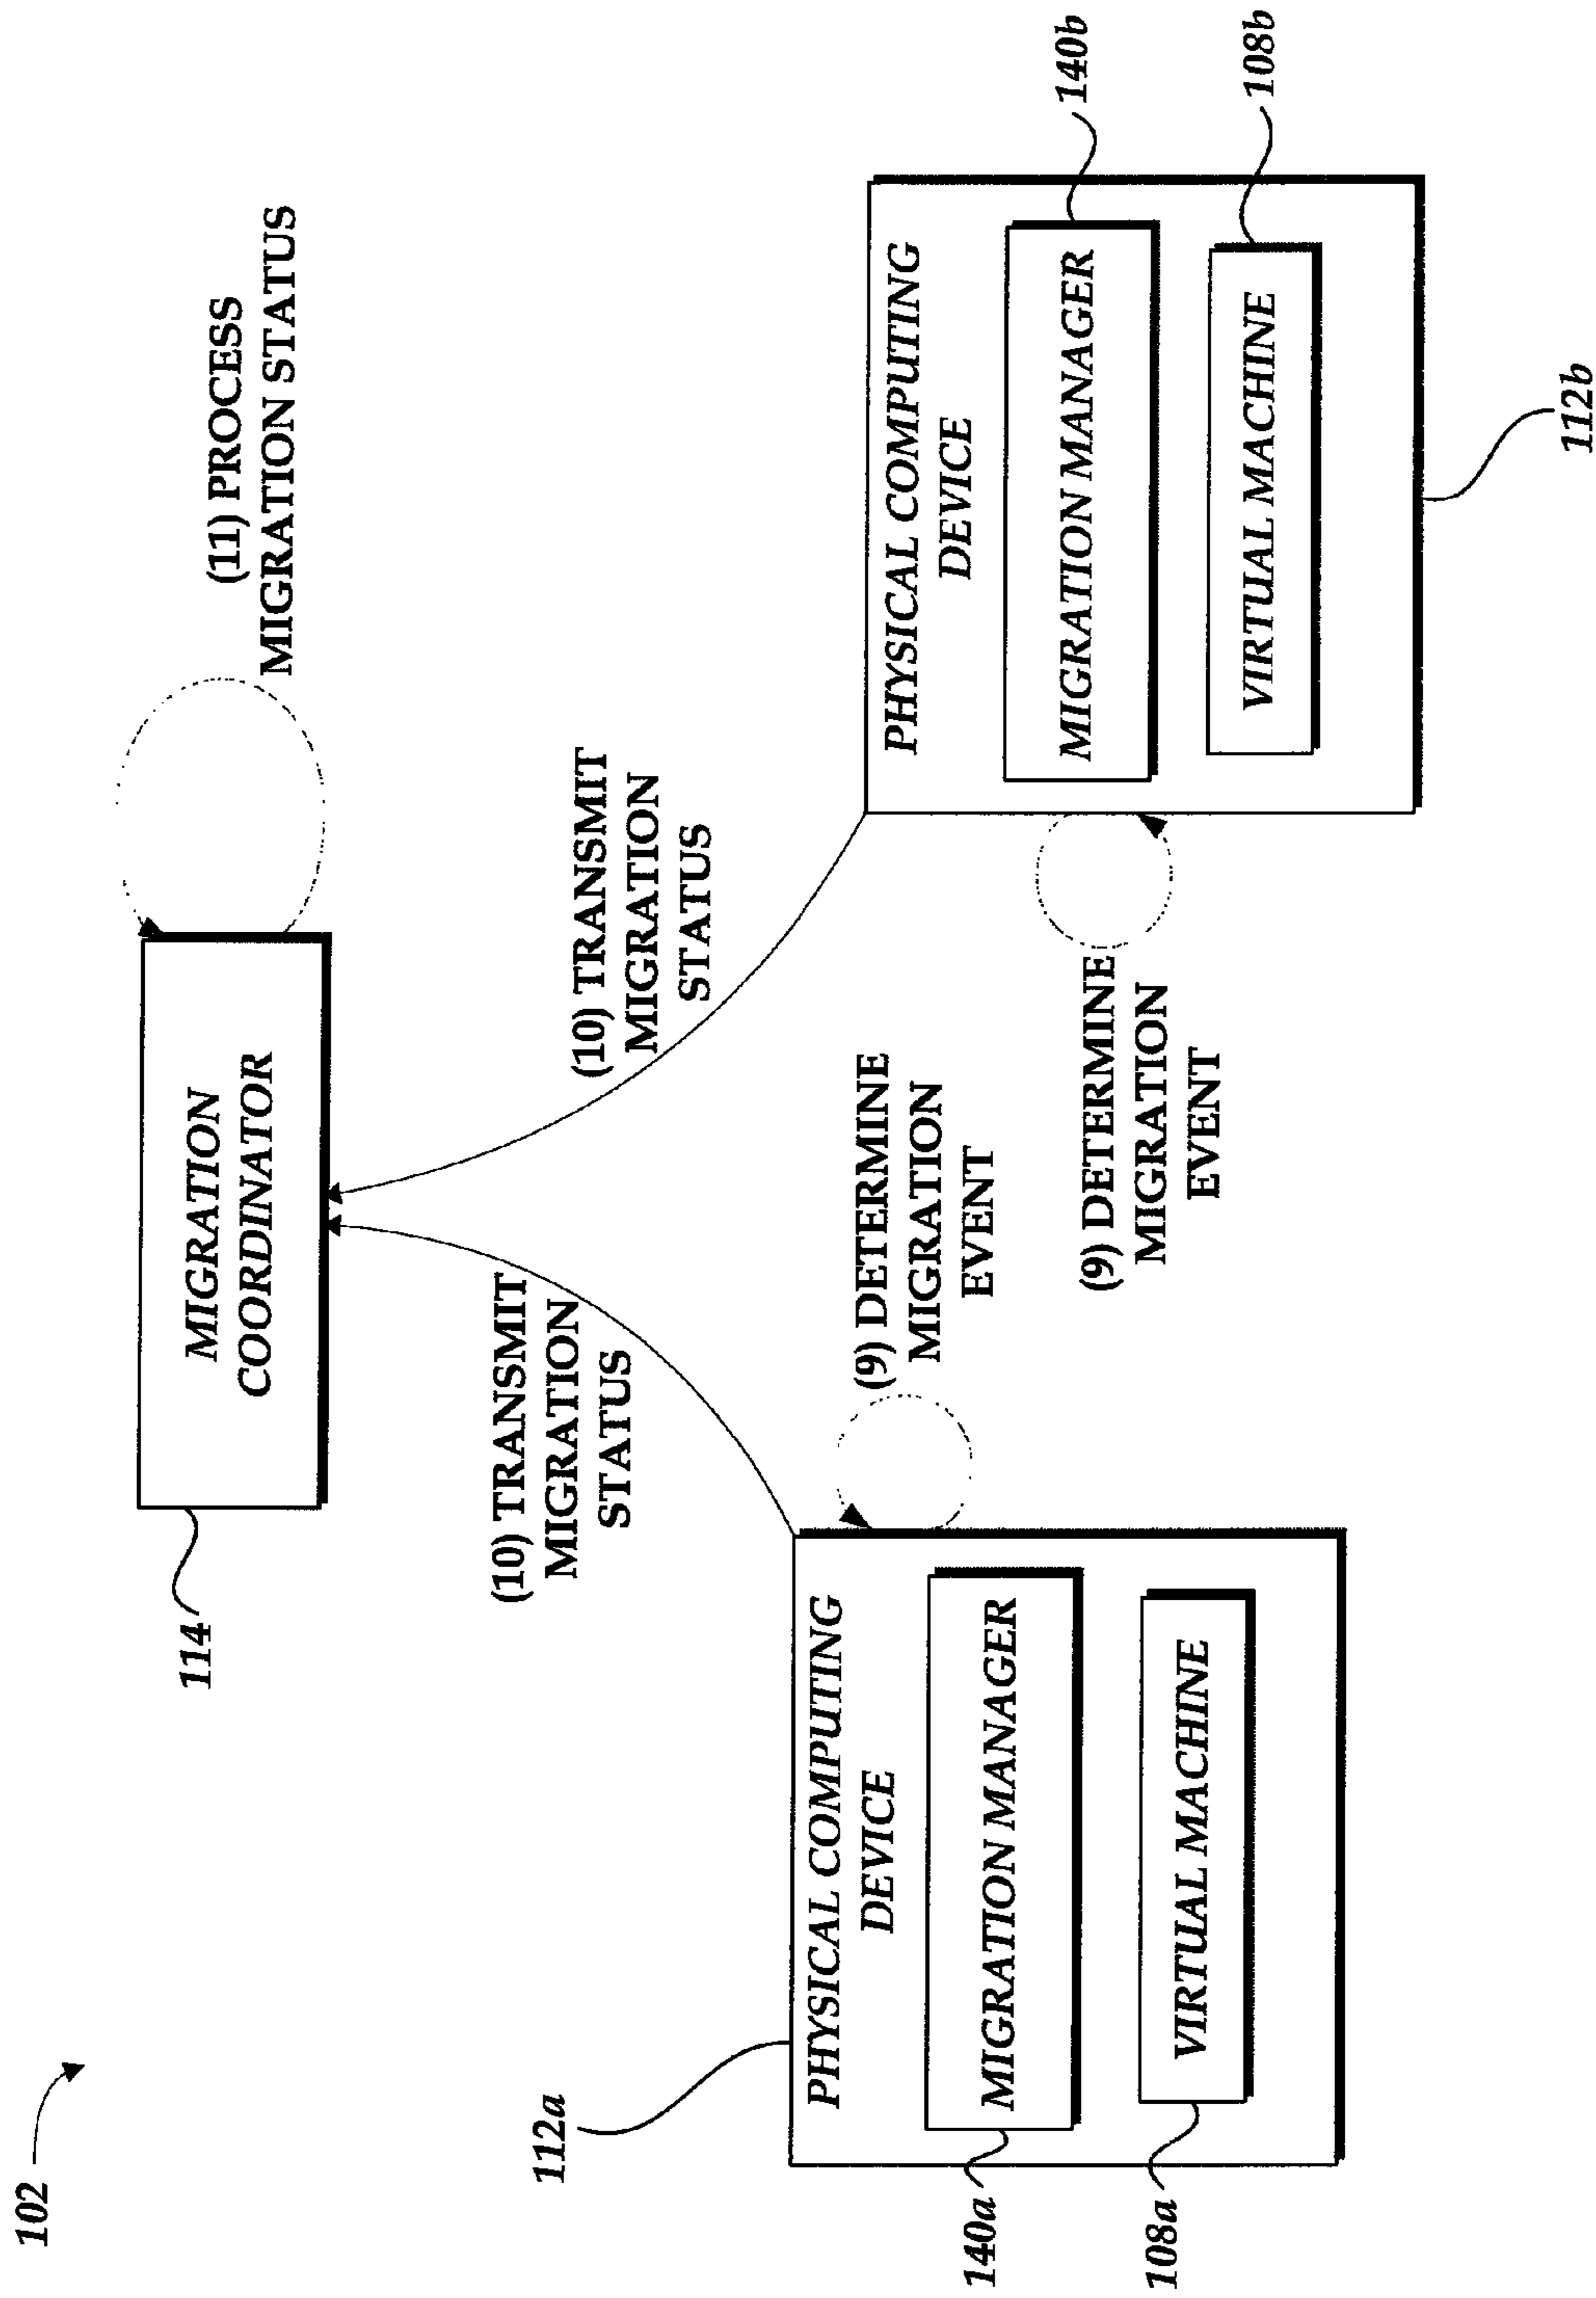 102
114
MIGRATION
COORDINATOR
(11) PROCESS
MIGRATION STATUS
(10) TRANSMIT
MIGRATION
STATUS
(10) TRANSMIT
MIGRATION
STATUS
112a
PHYSICAL COMPUTING
DEVICE
140a
MIGRATION MANAGER
108a
VIRTUAL MACHINE
(9) DETERMINE
MIGRATION
EVENT
(9) DETERMINE
MIGRATION
EVENT
PHYSICAL COMPUTING
DEVICE
MIGRATION MANAGER
140b
VIRTUAL MACHINE
108b
112b